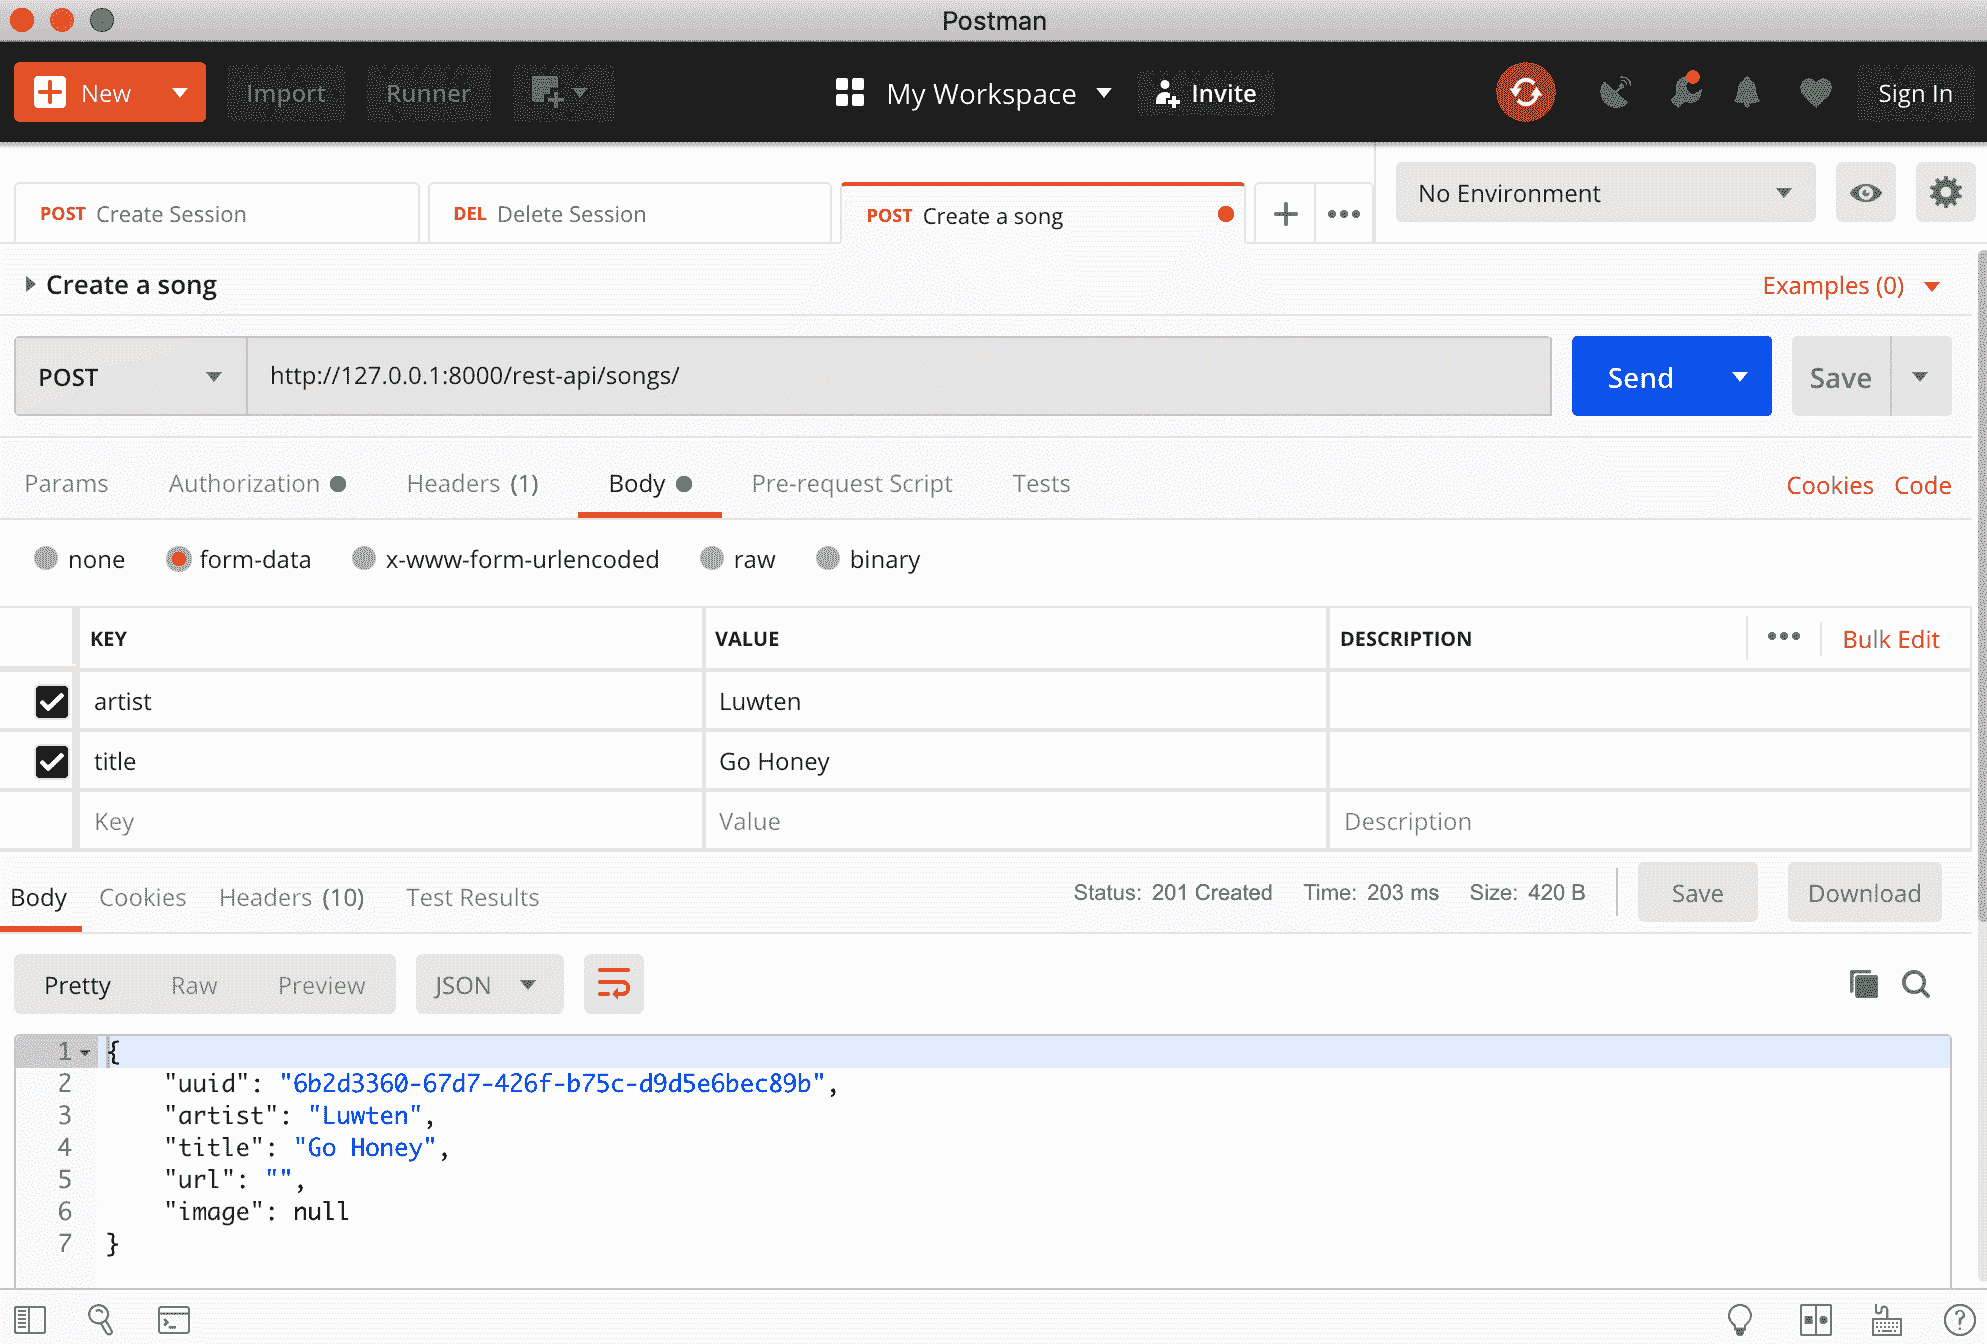 Postman
New Import Runner My Workspace Invite Sign In
POST Create Session DEL Delete Session POST Create a song No Environment
Create a song Examples (0)
POST http://127.0.0.1:8000/rest-api/songs/ Send Save
Params Authorization Headers (1) Body Pre-request Script Tests Cookies Code
none form-data x-www-form-urlencoded raw binary
KEY VALUE DESCRIPTION Bulk Edit
artist Luwten
title Go Honey
Key Value Description
Body Cookies Headers (10) Test Results Status: 201 Created Time: 203 ms Size: 420 B Save Download
Pretty Raw Preview JSON
1 {
2 "uuid": "6b2d3360-67d7-426f-b75c-d9d5e6bec89b",
3 "artist": "Luwten",
4 "title": "Go Honey",
5 "url": "",
6 "image": null
7 }